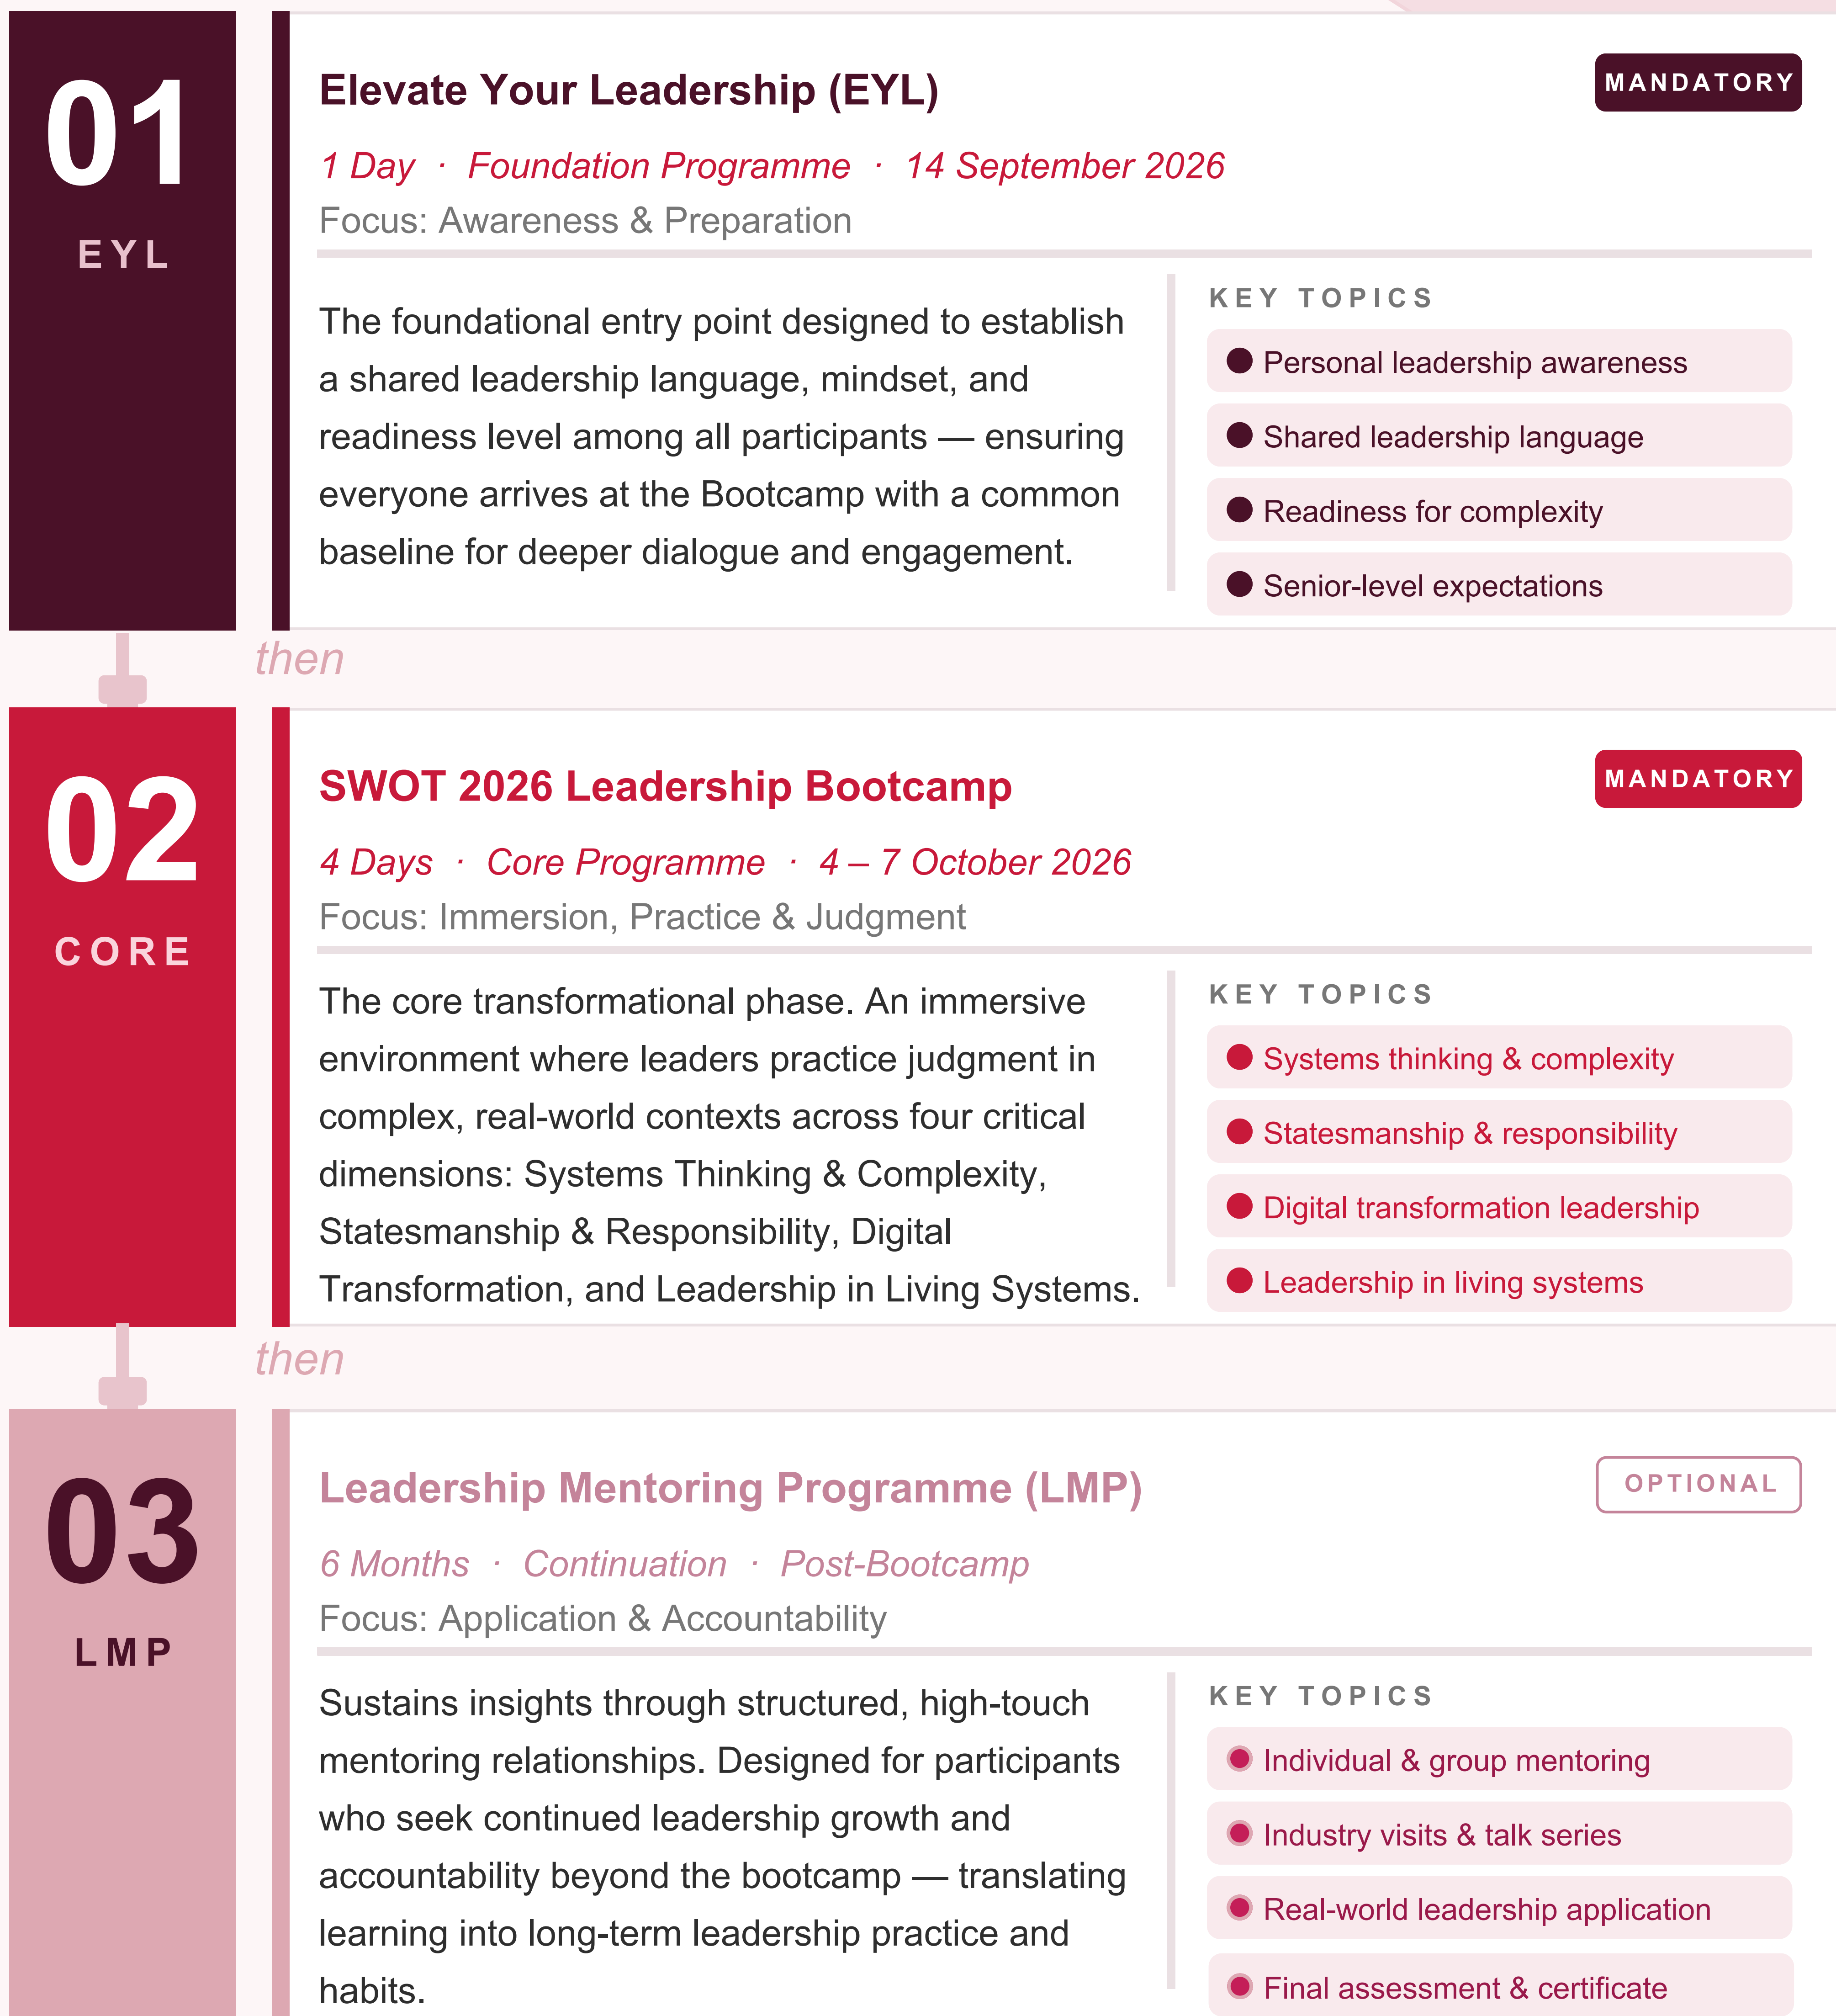 01
EYL
Elevate Your Leadership (EYL)
MANDATORY
1 Day · Foundation Programme · 14 September 2026
Focus: Awareness & Preparation
The foundational entry point designed to establish
a shared leadership language, mindset, and
readiness level among all participants — ensuring
everyone arrives at the Bootcamp with a common
baseline for deeper dialogue and engagement.
KEY TOPICS
Personal leadership awareness
Shared leadership language
Readiness for complexity
Senior-level expectations
then
02
CORE
SWOT 2026 Leadership Bootcamp
MANDATORY
4 Days · Core Programme · 4 – 7 October 2026
Focus: Immersion, Practice & Judgment
The core transformational phase. An immersive
environment where leaders practice judgment in
complex, real-world contexts across four critical
dimensions: Systems Thinking & Complexity,
Statesmanship & Responsibility, Digital
Transformation, and Leadership in Living Systems.
KEY TOPICS
Systems thinking & complexity
Statesmanship & responsibility
Digital transformation leadership
Leadership in living systems
then
03
LMP
Leadership Mentoring Programme (LMP)
OPTIONAL
6 Months · Continuation · Post-Bootcamp
Focus: Application & Accountability
Sustains insights through structured, high-touch
mentoring relationships. Designed for participants
who seek continued leadership growth and
accountability beyond the bootcamp — translating
learning into long-term leadership practice and
habits.
KEY TOPICS
Individual & group mentoring
Industry visits & talk series
Real-world leadership application
Final assessment & certificate